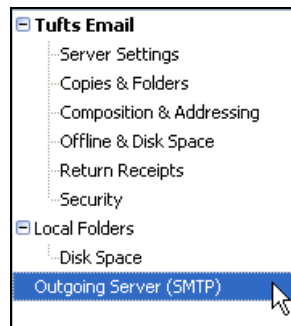 Tufts Email
Server Settings
Copies & Folders
Composition & Addressing
Offline & Disk Space
Return Receipts
Security
Local Folders
Disk Space
Outgoing Server (SMTP)